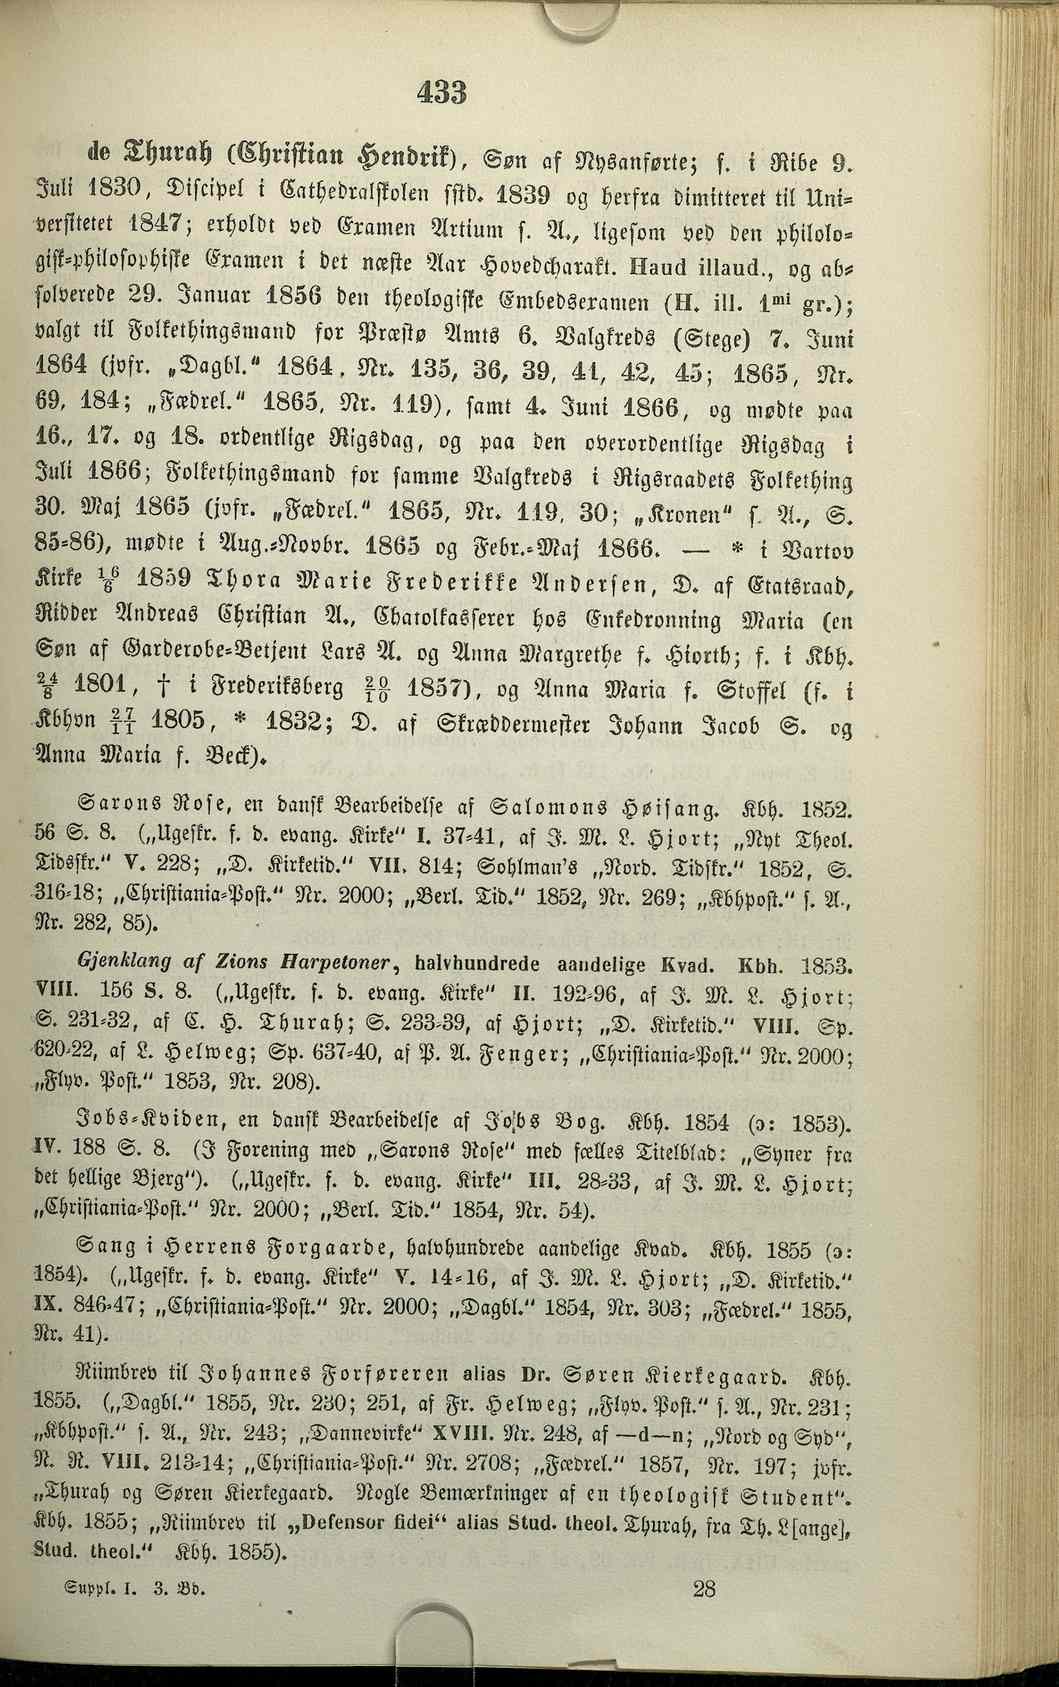 433
de Thurah (Christian Hendrik), Søn af Nysanførte; f. i Ribe 9.
Juli 1830, Discipel i Cathedralskolen sstd. 1839 og herfra dimitteret til Uni-
versitetet 1847; erholdt ved Examen Artium s. A., ligesom ved den philolo-
gisk-philosophiske Examen i det næste Aar Hovedcharakt. Haud illaud., og ab-
solverede 29. Januar 1856 den theologiske Embedsexamen (H. ill. 1mi gr.);
valgt til Folkethingsmand for Præstø Amts 6. Valgkreds (Stege) 7. Juni
1864 (jvfr. „Dagbl." 1864, Nr. 135, 36, 39, 41, 42, 45; 1865, Nr.
69, 184; „Fædrel." 1865, Nr. 119), samt 4. Juni 1866, og mødte paa
16., 17. og 18. ordentlige Rigsdag, og paa den overordentlige Rigsdag i
Juli 1866; Folkethingsmand for samme Valgkreds i Rigsraadets Folkething
30. Maj 1865 (jvfr. „Fædrel." 1865, Nr. 119, 30; „Kronen" s. A., S.
85-86), mødte i Aug.-Novbr. 1865 og Febr.-Maj 1866. — * i Vartov
Kirke 16/6 1859 Thora Marie Frederikke Andersen, D. af Etatsraad,
Ridder Andreas Christian A., Chatolkasserer hos Enkedronning Maria (en
Søn af Garderobe-Betjent Lars A. og Anna Margrethe f. Hiorth; f. i Kbh.
24/8 1801, † i Frederiksberg 20/10 1857), og Anna Maria f. Stoffel (f. i
Kbhvn 27/11 1805, * 1832; D. af Skræddermester Johann Jacob S. og
Anna Maria f. Beck).
Sarons Rose, en dansk Bearbeidelse af Salomons Høisang. Kbh. 1852.
56 S. 8. („Ugeskr. f. d. evang. Kirke" I. 37-41, af J. M. L. Hjort; „Nyt Theol.
Tidsskr." V. 228; „D. Kirketid." VII. 814; Sohlman's „Nord. Tidskr." 1852, S.
316-18; „Christiania-Post." Nr. 2000; „Berl. Tid." 1852, Nr. 269; „Kbhpost." s. A.,
Nr. 282, 85).
Gjenklang af Zions Harpetoner, halvhundrede aandelige Kvad. Kbh. 1853.
VIII. 156 S. 8. („Ugeskr. f. d. evang. Kirke" II. 192-96, af J. M. L. Hjort;
S. 231-32, af C. H. Thurah; S. 233-39, af Hjort; „D. Kirketid." VIII. Sp.
620-22, af L. Helweg; Sp. 637-40, af P. A. Fenger; „Christiania-Post." Nr. 2000;
„Flyv. Post." 1853, Nr. 208).
Jobs-Kviden, en dansk Bearbeidelse af Jobs Bog. Kbh. 1854 (ɔ: 1853).
IV. 188 S. 8. (I Forening med „Sarons Rose" med fælles Titelblad: „Syner fra
det hellige Bjerg"). („Ugeskr. f. d. evang. Kirke" III. 28-33, af J. M. L. Hjort;
„Christiania-Post." Nr. 2000; „Berl. Tid." 1854, Nr. 54).
Sang i Herrens Forgaarde, halvhundrede aandelige Kvad. Kbh. 1855 (ɔ:
1854). („Ugeskr. f. d. evang. Kirke" V. 14-16, af J. M. L. Hjort; „D. Kirketid."
IX. 846-47; „Christiania-Post." Nr. 2000; „Dagbl." 1854, Nr. 303; „Fædrel." 1855,
Nr. 41).
Riimbrev til Johannes Forføreren alias Dr. Søren Kierkegaard. Kbh.
1855. („Dagbl." 1855, Nr. 230; 251, af Fr. Helweg; „Flyv. Post." s. A., Nr. 231;
„Kbhpost." s. A., Nr. 243; „Dannevirke" XVIII. Nr. 248, af —d—n; „Nord og Syd",
N. R. VIII. 213-14; „Christiania-Post." Nr. 2708; „Fædrel." 1857, Nr. 197; jvfr.
„Thurah og Søren Kierkegaard. Nogle Bemærkninger af en theologisk Student".
Kbh. 1855; „Riimbrev til „Defensor fidei" alias Stud. theol. Thurah, fra Th. L[ange],
Stud. theol." Kbh. 1855).
Suppl. I. 3. Bd. 28